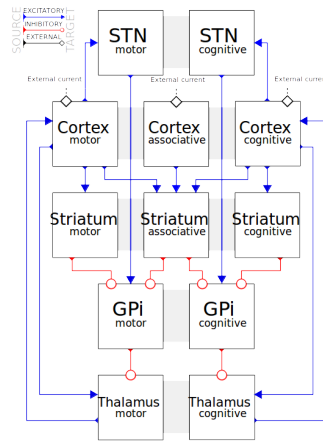 SOURCE
EXCITATORY
INHIBITORY
EXTERNAL
TARGET
STN
motor
STN
cognitive
External current
External current
External current
Cortex
motor
Cortex
associative
Cortex
cognitive
Striatum
motor
Striatum
associative
Striatum
cognitive
GPi
motor
GPi
cognitive
Thalamus
motor
Thalamus
cognitive